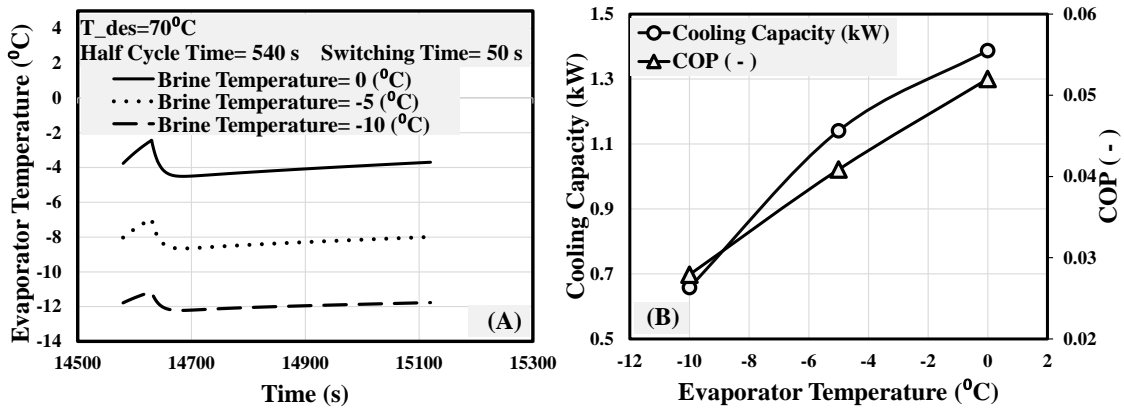 T_des=70⁰C
Half Cycle Time= 540 s Switching Time= 50 s
Brine Temperature= 0 (⁰C)
Brine Temperature= -5 (⁰C)
Brine Temperature= -10 (⁰C)
Evaporator Temperature (⁰C)
4
2
0
-2
-4
-6
-8
-10
-12
-14
(A)
14500
14700
14900
15100
15300
Time (s)
Cooling Capacity (kW)
COP ( - )
Cooling Capacity (kW)
1.5
1.3
1.1
0.9
0.7
0.5
(B)
-12
-10
-8
-6
-4
-2
0
2
Evaporator Temperature (⁰C)
0.06
0.05
0.04
0.03
0.02
COP ( - )